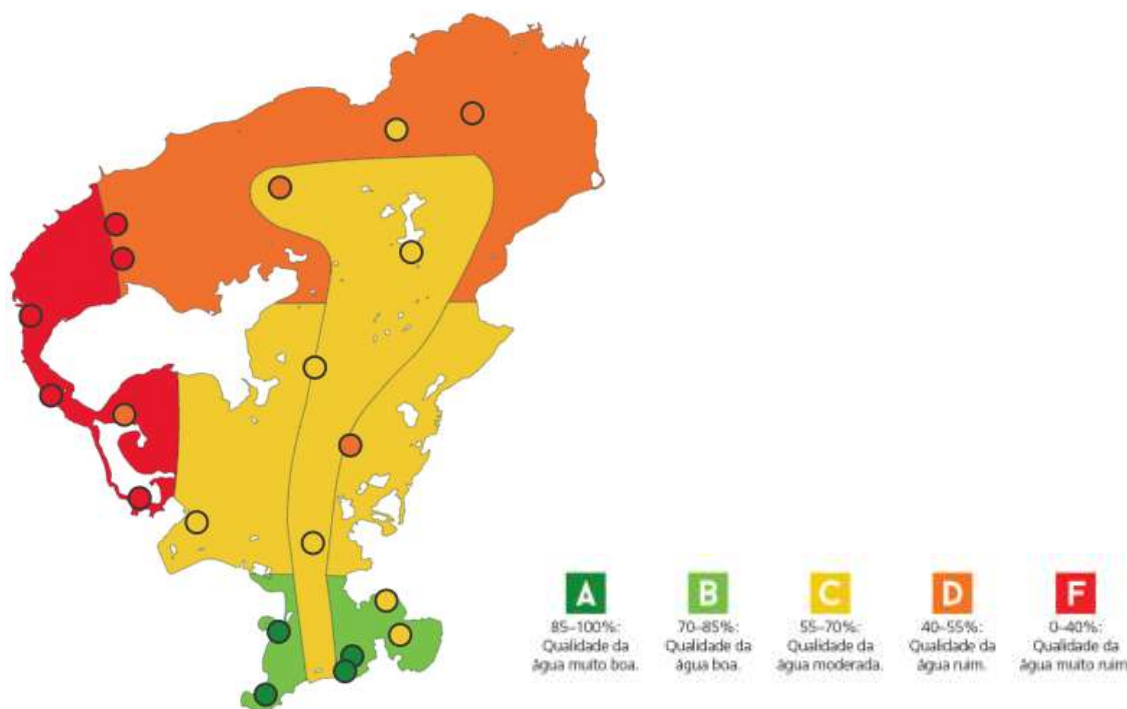 A
B
C
D
F
85–100%:
Qualidade da
água muito boa.
70–85%:
Qualidade da
água boa.
55–70%:
Qualidade da
água moderada.
40–55%:
Qualidade da
água ruim.
0–40%:
Qualidade da
água muito ruim